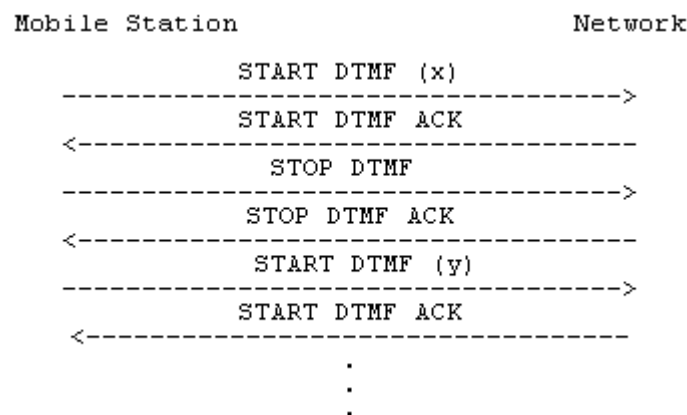 Mobile Station Network
START DTMF (x)
----------------------------------->
START DTMF ACK
<-----------------------------------
STOP DTMF
----------------------------------->
STOP DTMF ACK
<-----------------------------------
START DTMF (y)
----------------------------------->
START DTMF ACK
<----------------------------------
.
.
.